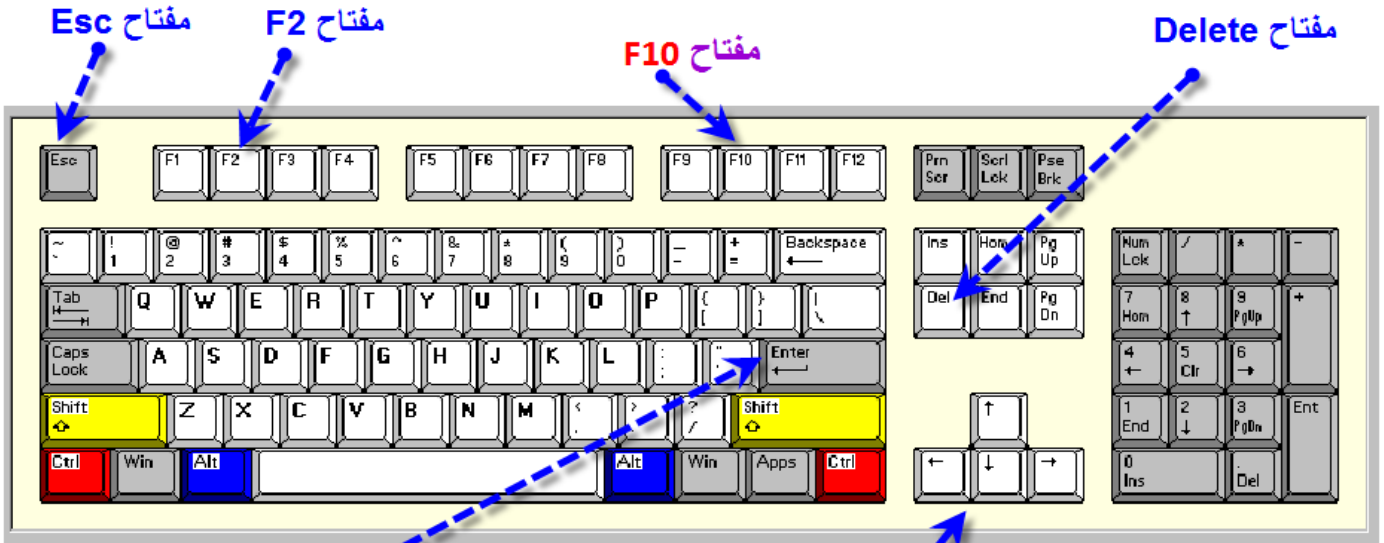 مفتاح Esc
مفتاح F2
مفتاح F10
مفتاح Delete
Esc F1 F2 F3 F4 F5 F6 F7 F8 F9 F10 F11 F12 Prn Scr Scrl Lck Pse Brk
~ ` ! 1 @ 2 # 3 $ 4 % 5 ^ 6 & 7 * 8 ( 9 ) 0 _ - + = Backspace Ins Hom Pg Up Num Lck / * -
Tab Q W E R T Y U I O P { [ } ] | \ Del End Pg Dn 7 Hom 8 ↑ 9 PgUp +
Caps Lock A S D F G H J K L : ; " ' Enter 4 ← 5 Clr 6 →
Shift Z X C V B N M < , > . ? / Shift ↑ 1 End 2 ↓ 3 PgDn Ent
Ctrl Win Alt Alt Win Apps Ctrl ← ↓ → 0 Ins . Del